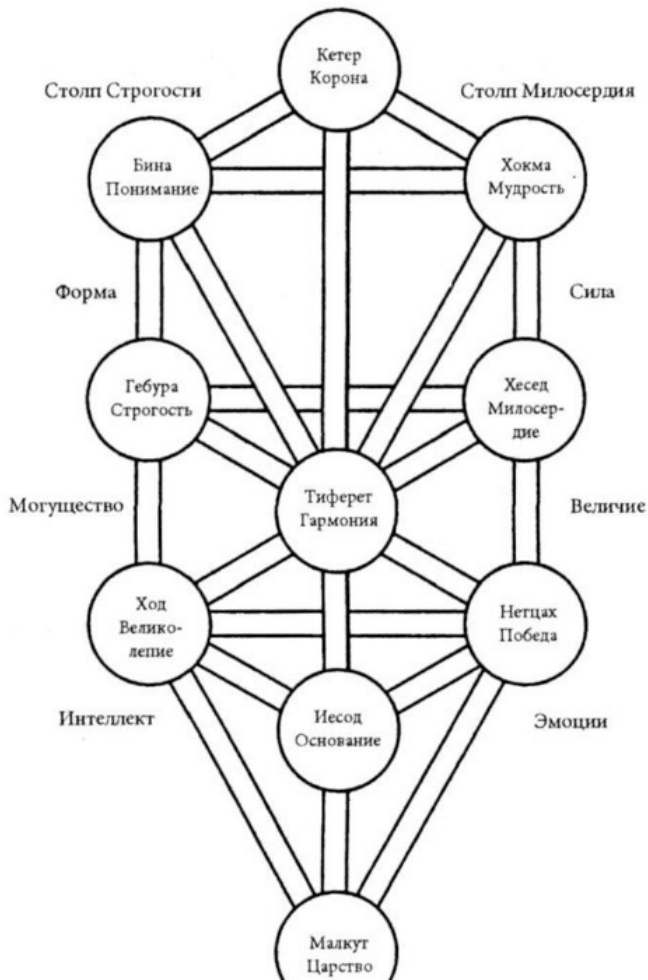 Кетер
Корона
Столп Строгости
Столп Милосердия
Бина
Понимание
Хокма
Мудрость
Форма
Сила
Гебура
Строгость
Хесед
Милосер-
дие
Тиферет
Гармония
Могущество
Величие
Ход
Велико-
лепие
Нетцах
Победа
Интеллект
Иесод
Основание
Эмоции
Малкут
Царство